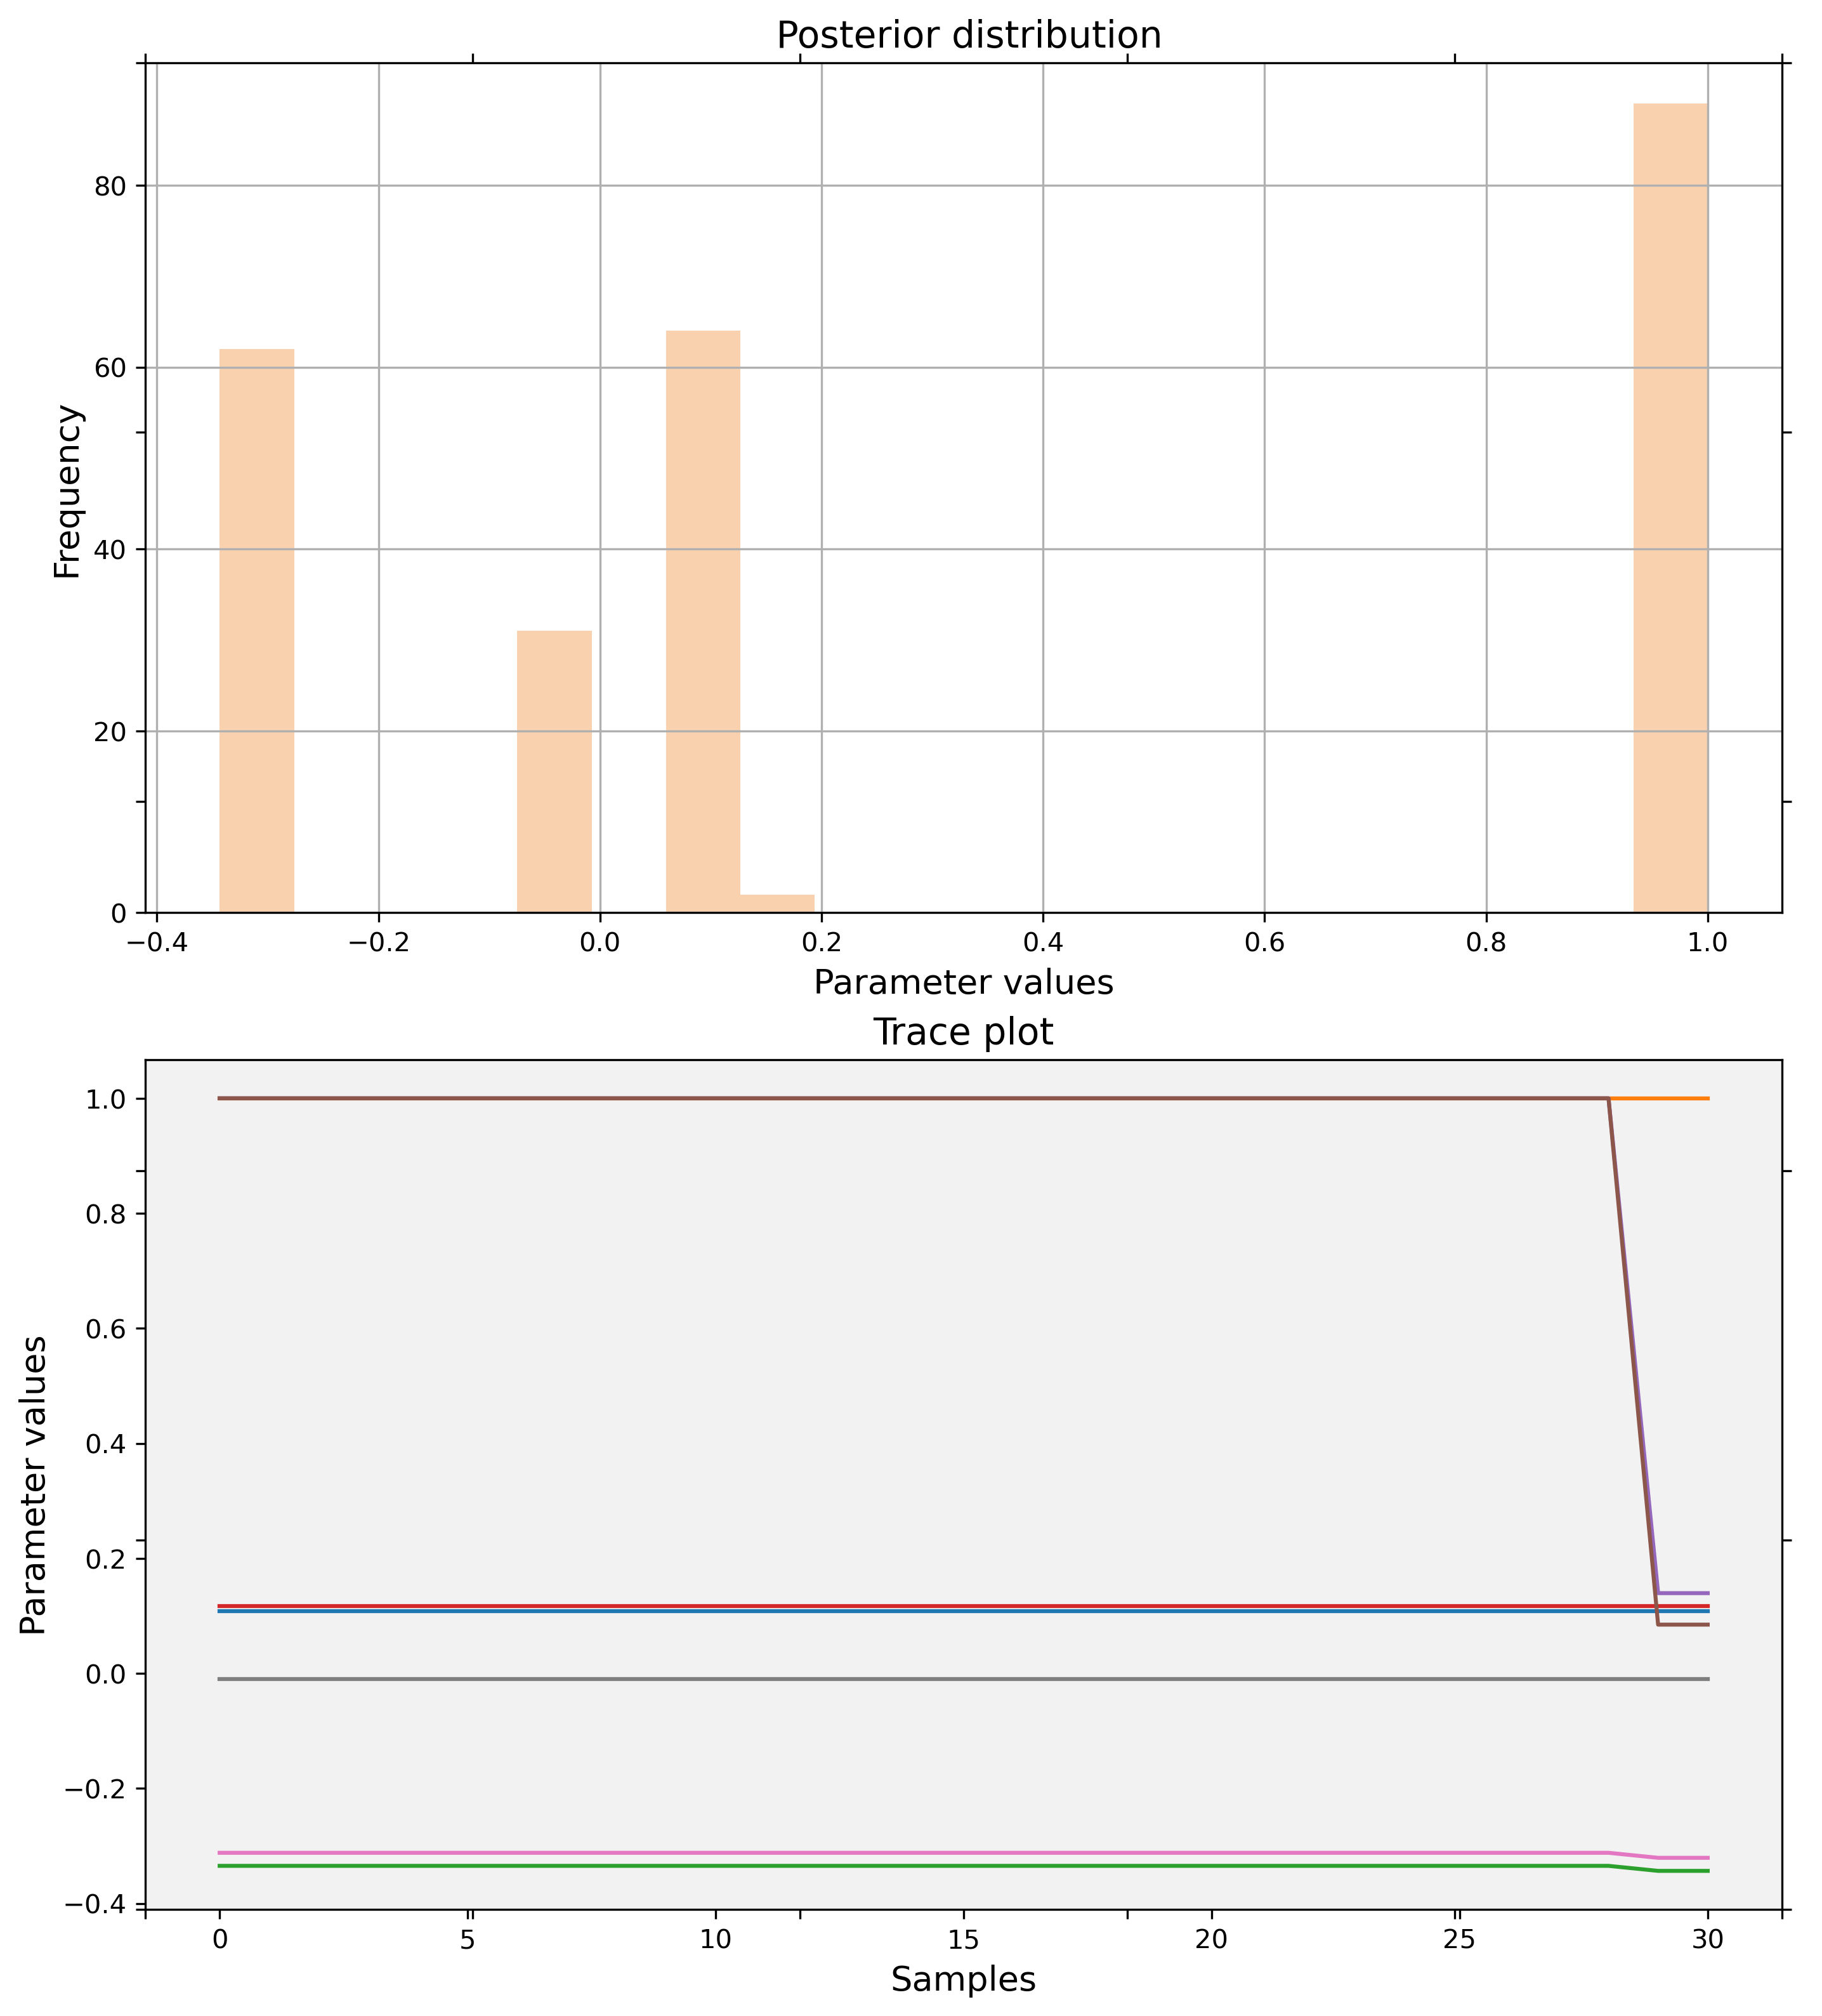 Posterior distribution
Frequency
80
60
40
20
0
−0.4 −0.2 0.0 0.2 0.4 0.6 0.8 1.0
Parameter values
Trace plot
Parameter values
1.0
0.8
0.6
0.4
0.2
0.0
−0.2
−0.4
0 5 10 15 20 25 30
Samples